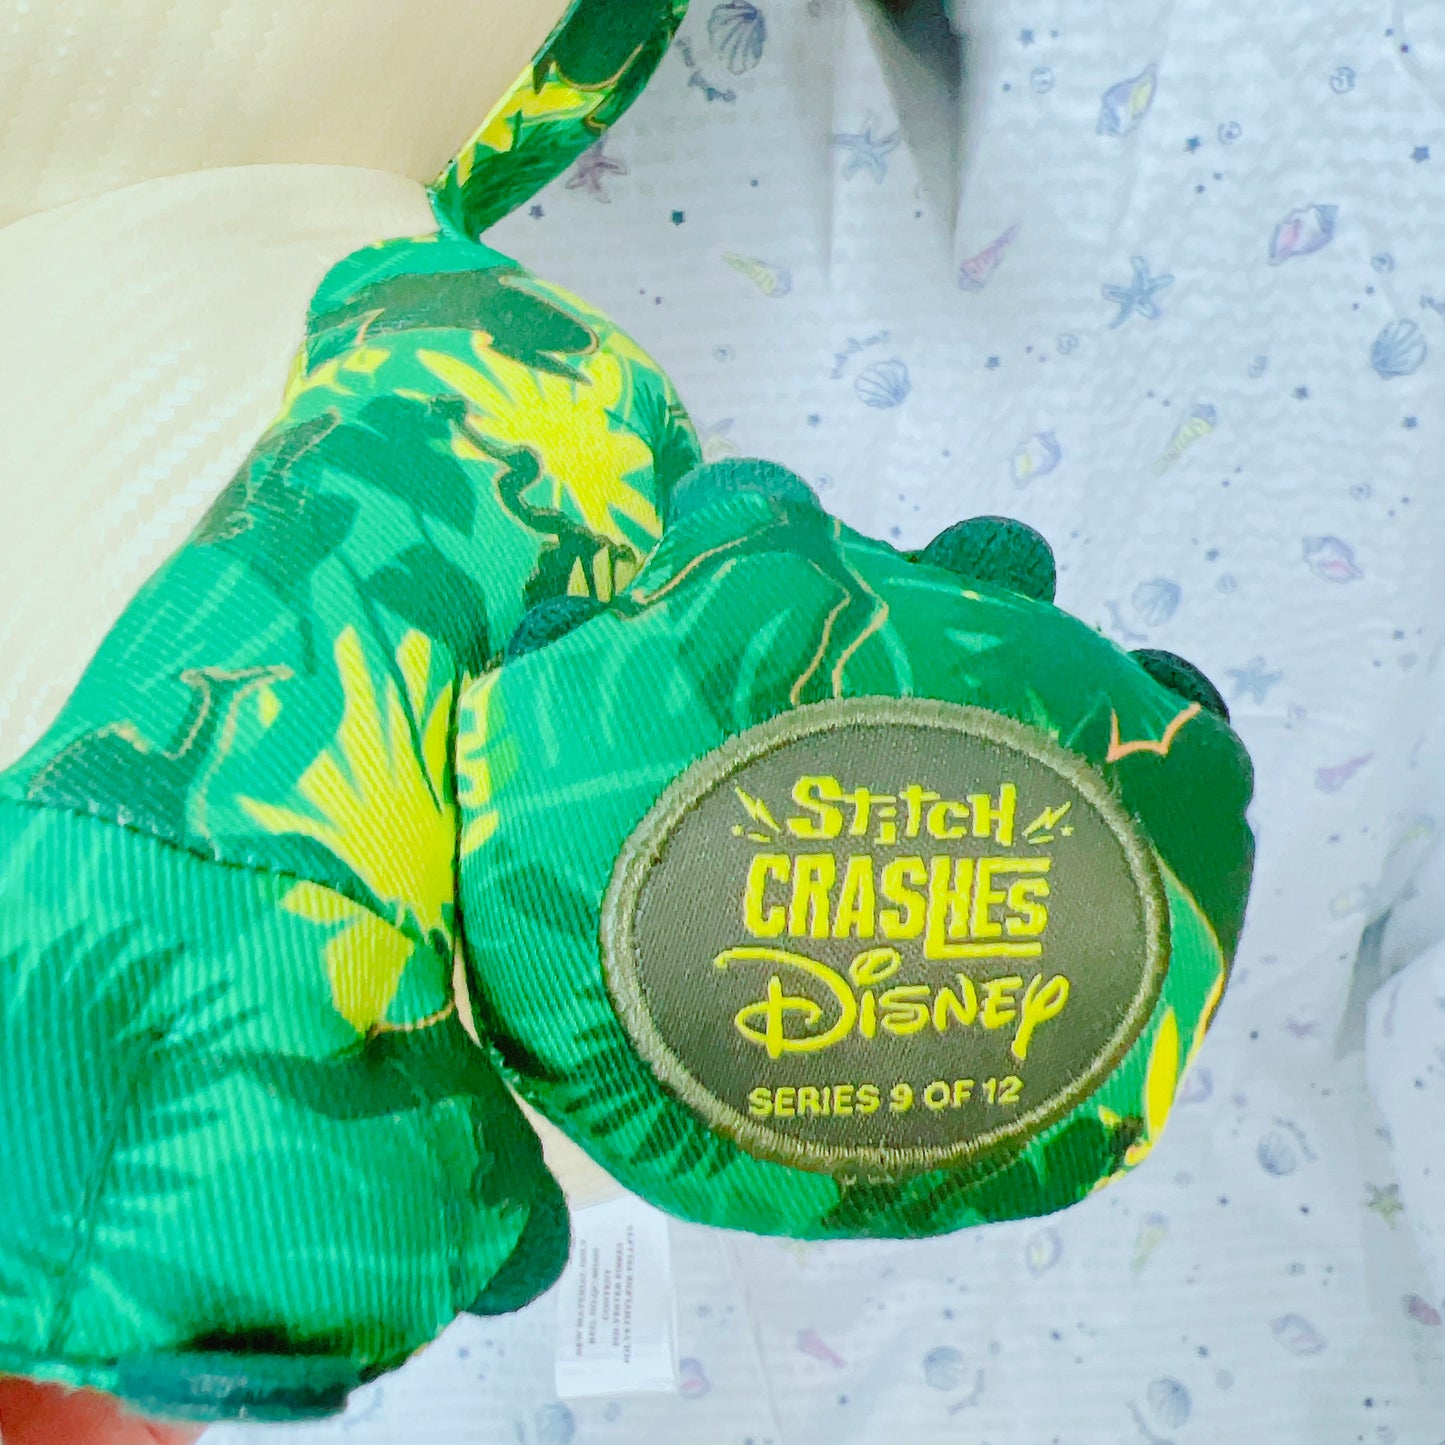 STITCH
CRASHES
DISNEY
SERIES 9 OF 12